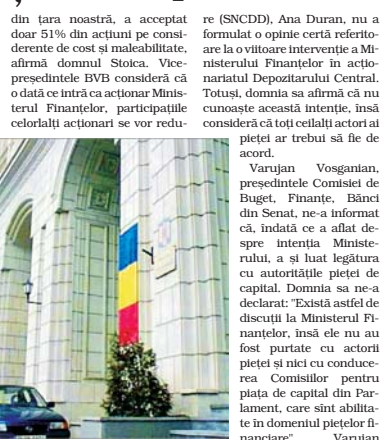 din țara noastră, a acceptat
doar 51% din acțiuni pe consi-
derente de cost și maleabilitate,
afirmă domnul Stoica. Vice-
președintele BVB consideră că
o dată ce intră ca acționar Minis-
terul Finanțelor, participațiile
celorlalți acționari se vor redu-
re (SNCDD), Ana Duran, nu a
formulat o opinie certă referito-
are la o viitoare intervenție a Mi-
nisterului Finanțelor în acțio-
nariatul Depozitarului Central.
Totuși, domnia sa afirmă că nu
cunoaște această intenție, însă
consideră că toți ceilalți actori ai
pieței ar trebui să fie de
acord.
Varujan Vosganian,
președintele Comisiei de
Buget, Finanțe, Bănci
din Senat, ne-a informat
că, îndată ce a aflat de-
spre intenția Ministe-
rului, a și luat legătura
cu autoritățile pieței de
capital. Domnia sa ne-a
declarat: "Există astfel de
discuții la Ministerul Fi-
nanțelor, însă ele nu au
fost purtate cu actorii
pieței și nici cu conduce-
rea Comisiilor pentru
piața de capital din Par-
lament, care sînt abilita-
te în domeniul piețelor fi-
nanciare". Varujan